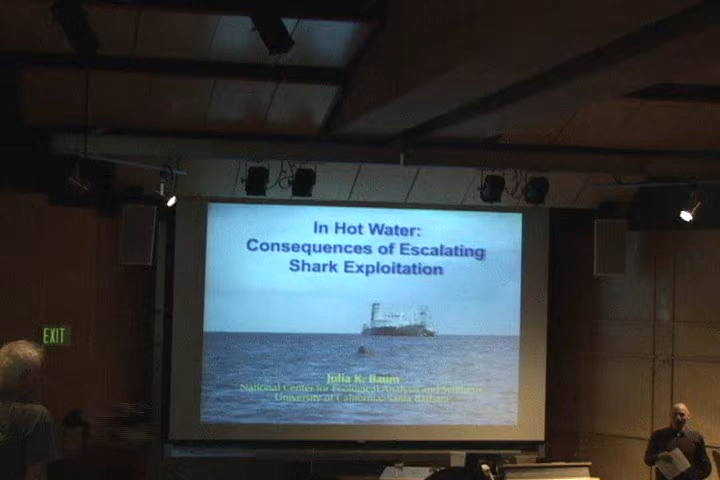 In Hot Water:
Consequences of Escalating
Shark Exploitation
EXIT
Julia K. Baum
National Center for Ecological Analysis and Synthesis
University of California, Santa Barbara